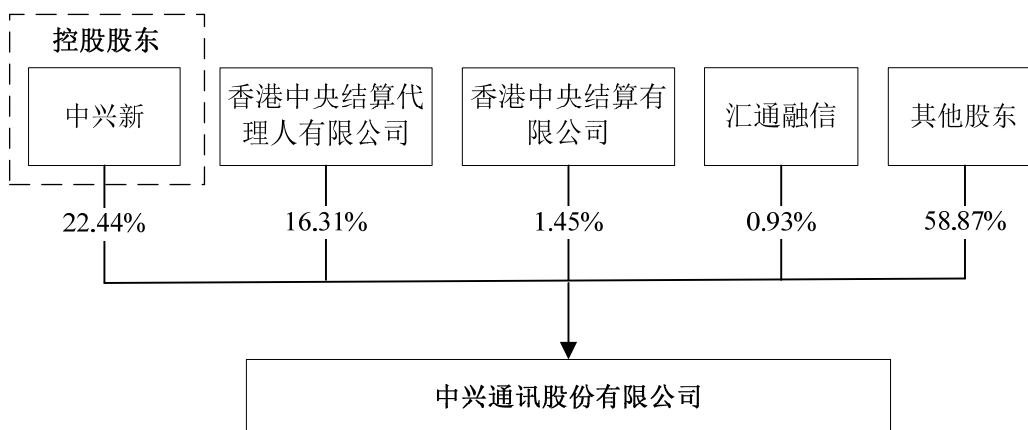 控股股东
中兴新
香港中央结算代
理人有限公司
香港中央结算有
限公司
汇通融信
其他股东
22.44%
16.31%
1.45%
0.93%
58.87%
中兴通讯股份有限公司